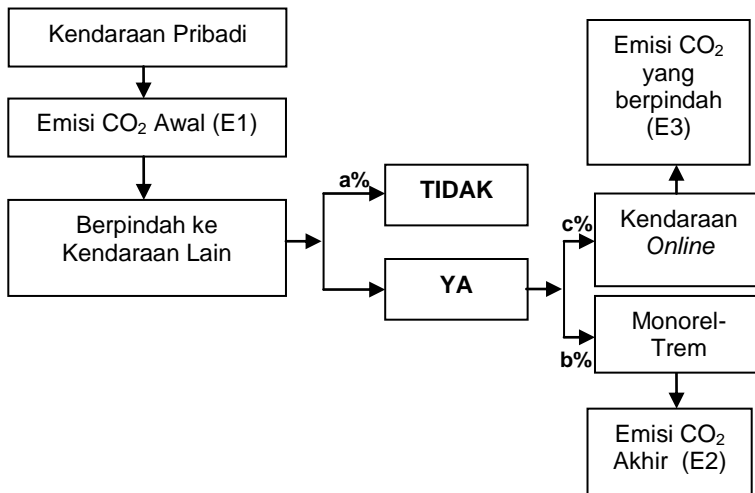 Kendaraan Pribadi
Emisi CO₂ Awal (E1)
Berpindah ke
Kendaraan Lain
a%
TIDAK
YA
c%
b%
Emisi CO₂
yang
berpindah
(E3)
Kendaraan
Online
Monorel-
Trem
Emisi CO₂
Akhir (E2)